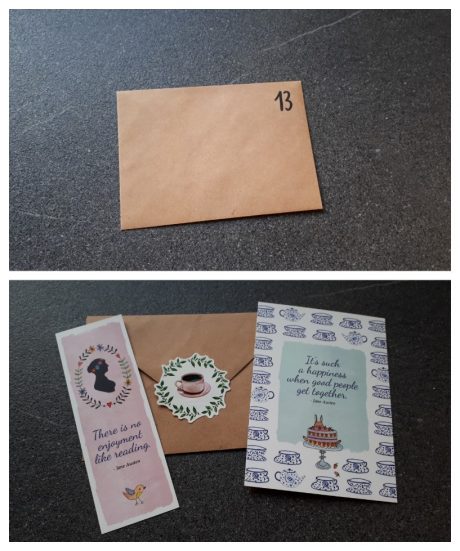 13
There is no
enjoyment
like reading.
- Jane Austen
It's such
a happiness
when good people
get together.
- Jane Austen